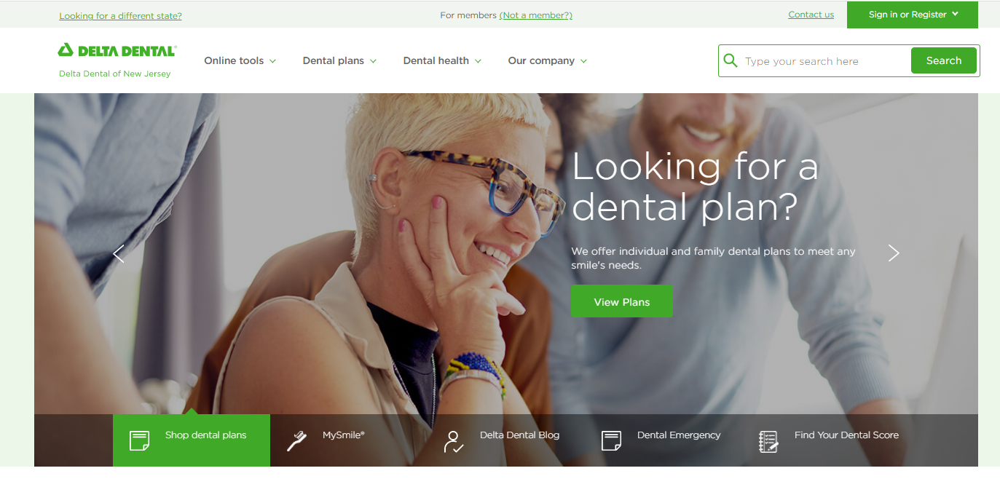 Looking for a different state?
For members (Not a member?)
Contact us
Sign in or Register
DELTA DENTAL®
Delta Dental of New Jersey
Online tools
Dental plans
Dental health
Our company
Type your search here
Search
Looking for a
dental plan?
We offer individual and family dental plans to meet any
smile's needs.
View Plans
Shop dental plans
MySmile®
Delta Dental Blog
Dental Emergency
Find Your Dental Score